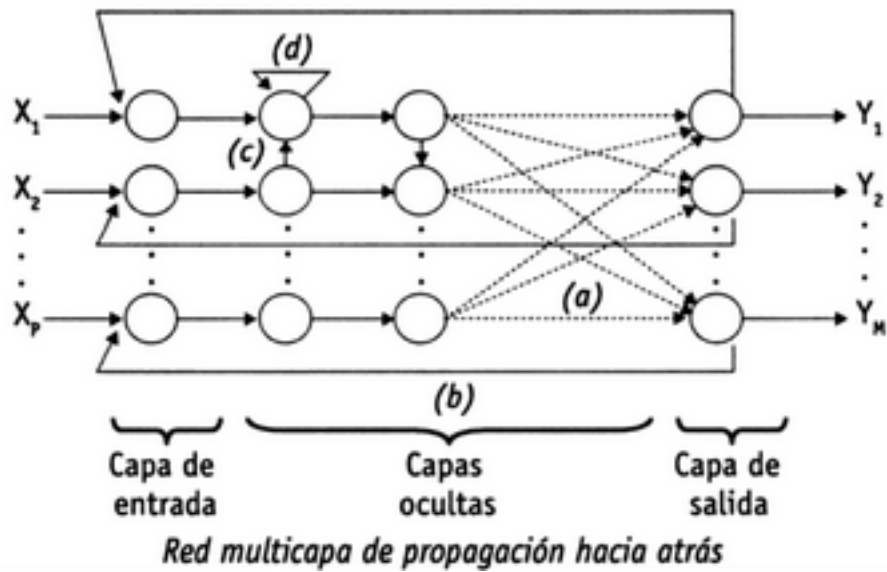 (d)
X₁
Y₁
(c)
X₂
Y₂
(a)
Xₚ
Y_M
(b)
Capa de
entrada
Capas
ocultas
Capa de
salida
Red multicapa de propagación hacia atrás